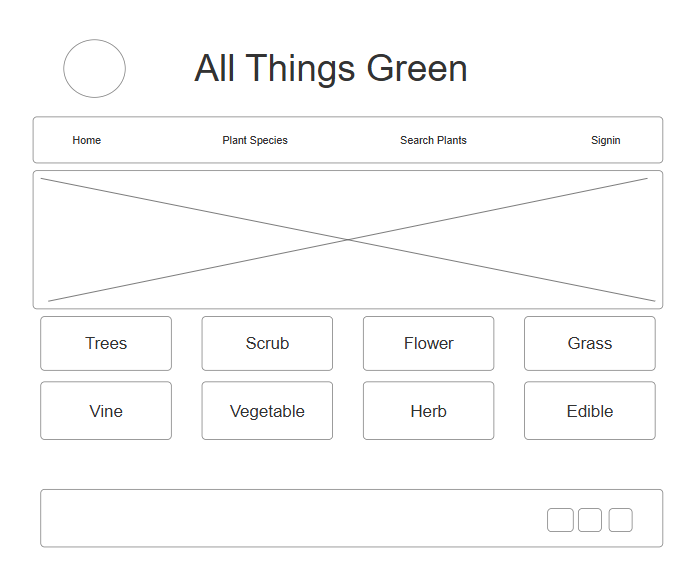 All Things Green
Home Plant Species Search Plants Signin
Trees Scrub Flower Grass
Vine Vegetable Herb Edible